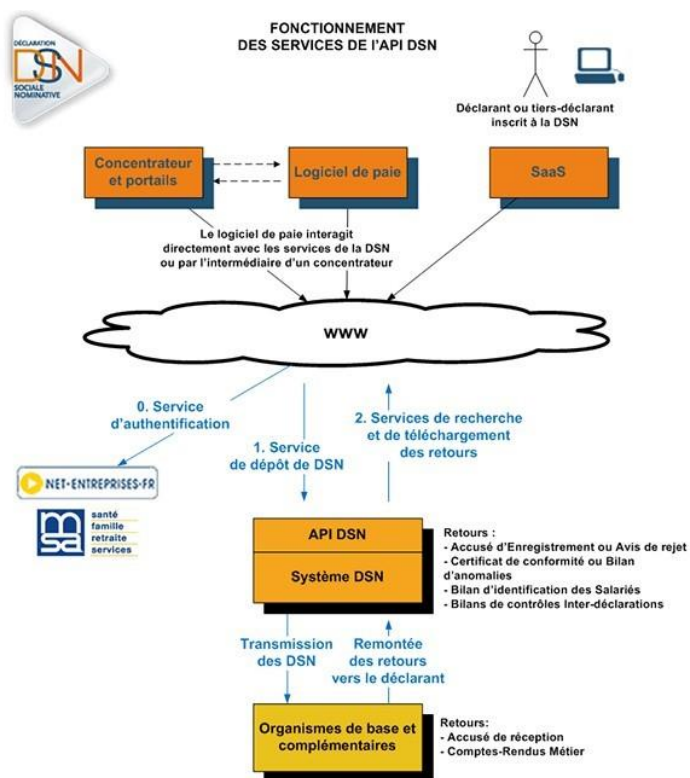 DÉCLARATION
DSN
SOCIALE
NOMINATIVE
FONCTIONNEMENT
DES SERVICES DE l'API DSN
Déclarant ou tiers-déclarant
inscrit à la DSN
Concentrateur
et portails
Logiciel de paie
SaaS
Le logiciel de paie interagit
directement avec les services de la DSN
ou par l'intermédiaire d'un concentrateur
www
0. Service
d'authentification
1. Service
de dépôt de DSN
2. Services de recherche
et de téléchargement
des retours
NET-ENTREPRISES.FR
msa
santé
famille
retraite
services
API DSN
Système DSN
Retours :
- Accusé d'Enregistrement ou Avis de rejet
- Certificat de conformité ou Bilan
d'anomalies
- Bilan d'identification des Salariés
- Bilans de contrôles Inter-déclarations
Transmission
des DSN
Remontée
des retours
vers le déclarant
Organismes de base et
complémentaires
Retours:
- Accusé de réception
- Comptes-Rendus Métier